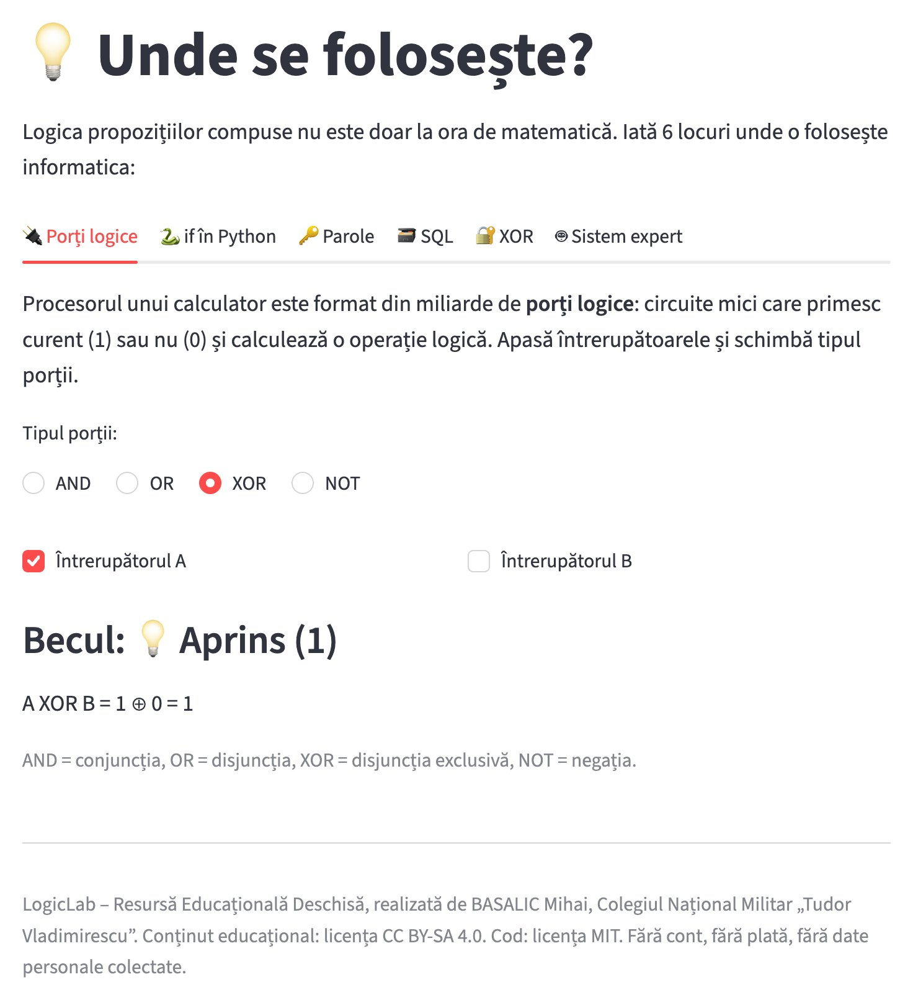 Unde se folosește?
Logica propozițiilor compuse nu este doar la ora de matematică. Iată 6 locuri unde o folosește
informatica:
Porți logice if în Python Parole SQL XOR Sistem expert
Procesorul unui calculator este format din miliarde de porți logice: circuite mici care primesc
curent (1) sau nu (0) și calculează o operație logică. Apasă întrerupătoarele și schimbă tipul
porții.
Tipul porții:
AND OR XOR NOT
Întrerupătorul A Întrerupătorul B
Becul: Aprins (1)
A XOR B = 1 ⊕ 0 = 1
AND = conjuncția, OR = disjuncția, XOR = disjuncția exclusivă, NOT = negația.
LogicLab – Resursă Educațională Deschisă, realizată de BASALIC Mihai, Colegiul Național Militar „Tudor
Vladimirescu”. Conținut educațional: licența CC BY-SA 4.0. Cod: licența MIT. Fără cont, fără plată, fără date
personale colectate.